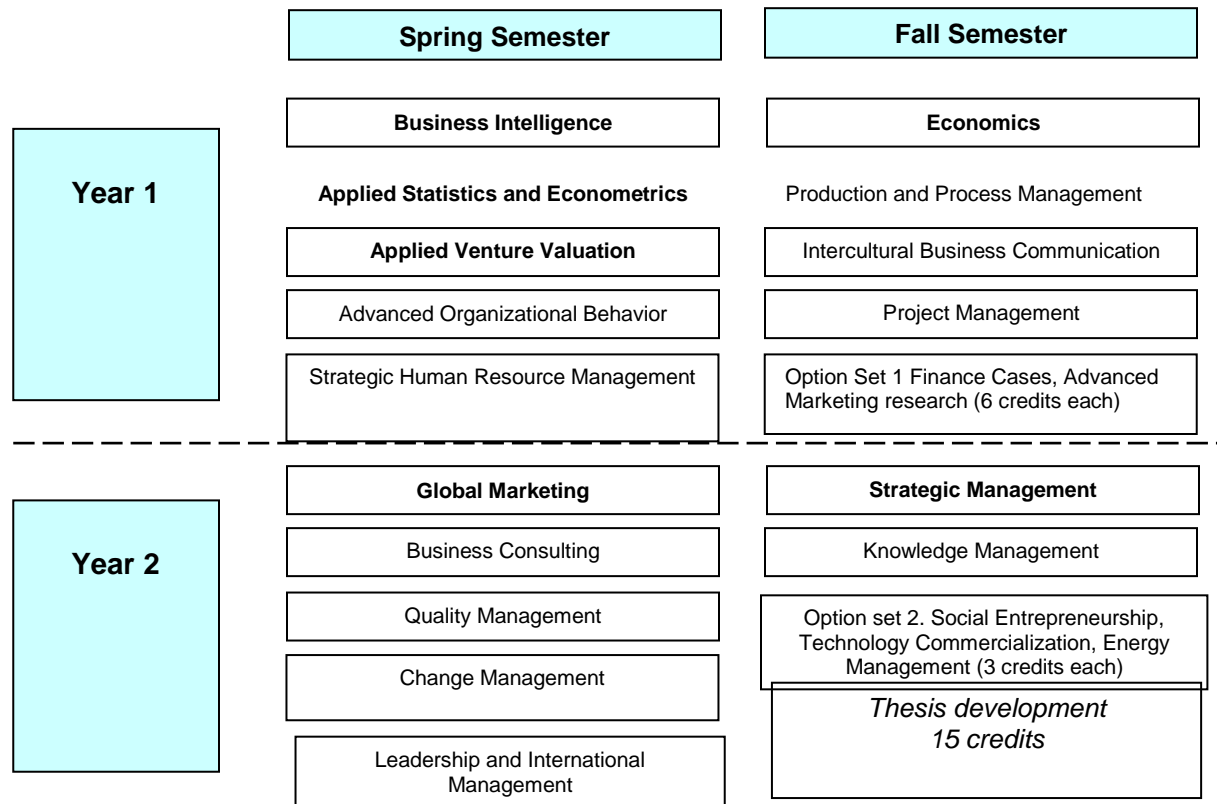 Spring Semester
Fall Semester
Year 1
Business Intelligence
Economics
Applied Statistics and Econometrics
Production and Process Management
Applied Venture Valuation
Intercultural Business Communication
Advanced Organizational Behavior
Project Management
Strategic Human Resource Management
Option Set 1 Finance Cases, Advanced
Marketing research (6 credits each)
Year 2
Global Marketing
Strategic Management
Business Consulting
Knowledge Management
Quality Management
Option set 2. Social Entrepreneurship,
Technology Commercialization, Energy
Management (3 credits each)
Change Management
Thesis development
15 credits
Leadership and International
Management